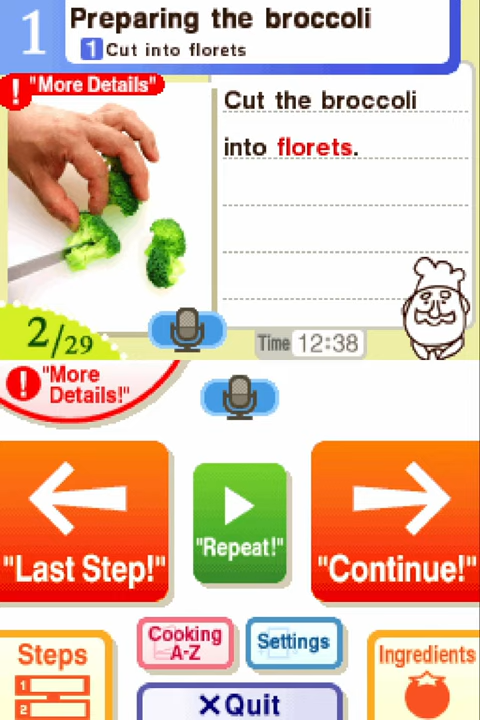 1
Preparing the broccoli
1 Cut into florets
! "More Details"
Cut the broccoli
into florets.
2/29
Time 12:38
! "More
Details!"
"Last Step!"
"Repeat!"
"Continue!"
Steps
1
2
Cooking
A-Z
Settings
Ingredients
×Quit